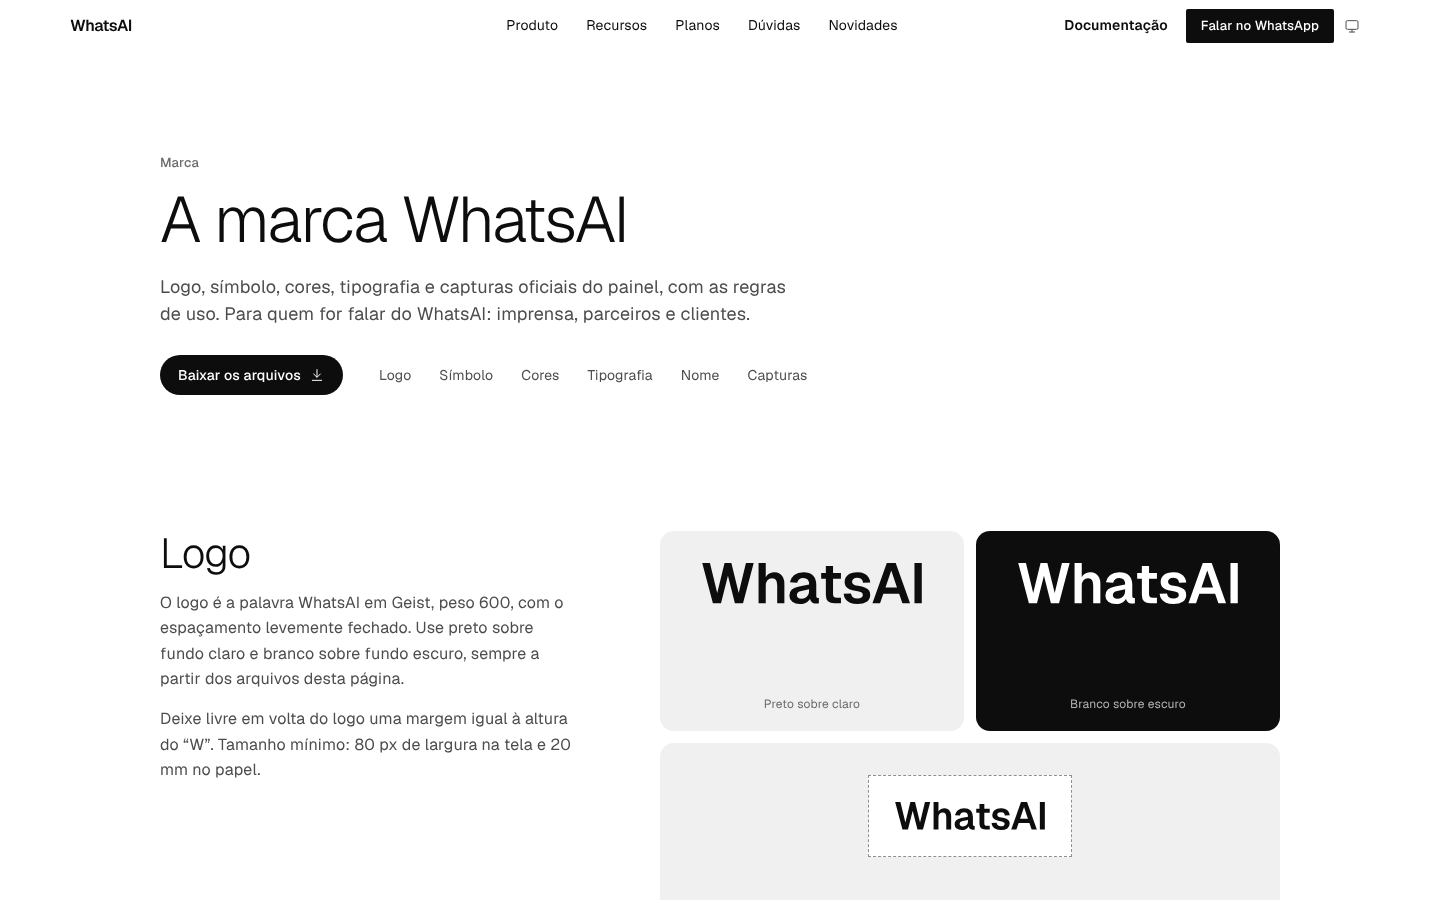 WhatsAI
Produto
Recursos
Planos
Dúvidas
Novidades
Documentação
Falar no WhatsApp
Marca
A marca WhatsAI
Logo, símbolo, cores, tipografia e capturas oficiais do painel, com as regras
de uso. Para quem for falar do WhatsAI: imprensa, parceiros e clientes.
Baixar os arquivos
Logo
Símbolo
Cores
Tipografia
Nome
Capturas
Logo
O logo é a palavra WhatsAI em Geist, peso 600, com o
espaçamento levemente fechado. Use preto sobre
fundo claro e branco sobre fundo escuro, sempre a
partir dos arquivos desta página.
Deixe livre em volta do logo uma margem igual à altura
do “W”. Tamanho mínimo: 80 px de largura na tela e 20
mm no papel.
WhatsAI
Preto sobre claro
WhatsAI
Branco sobre escuro
WhatsAI